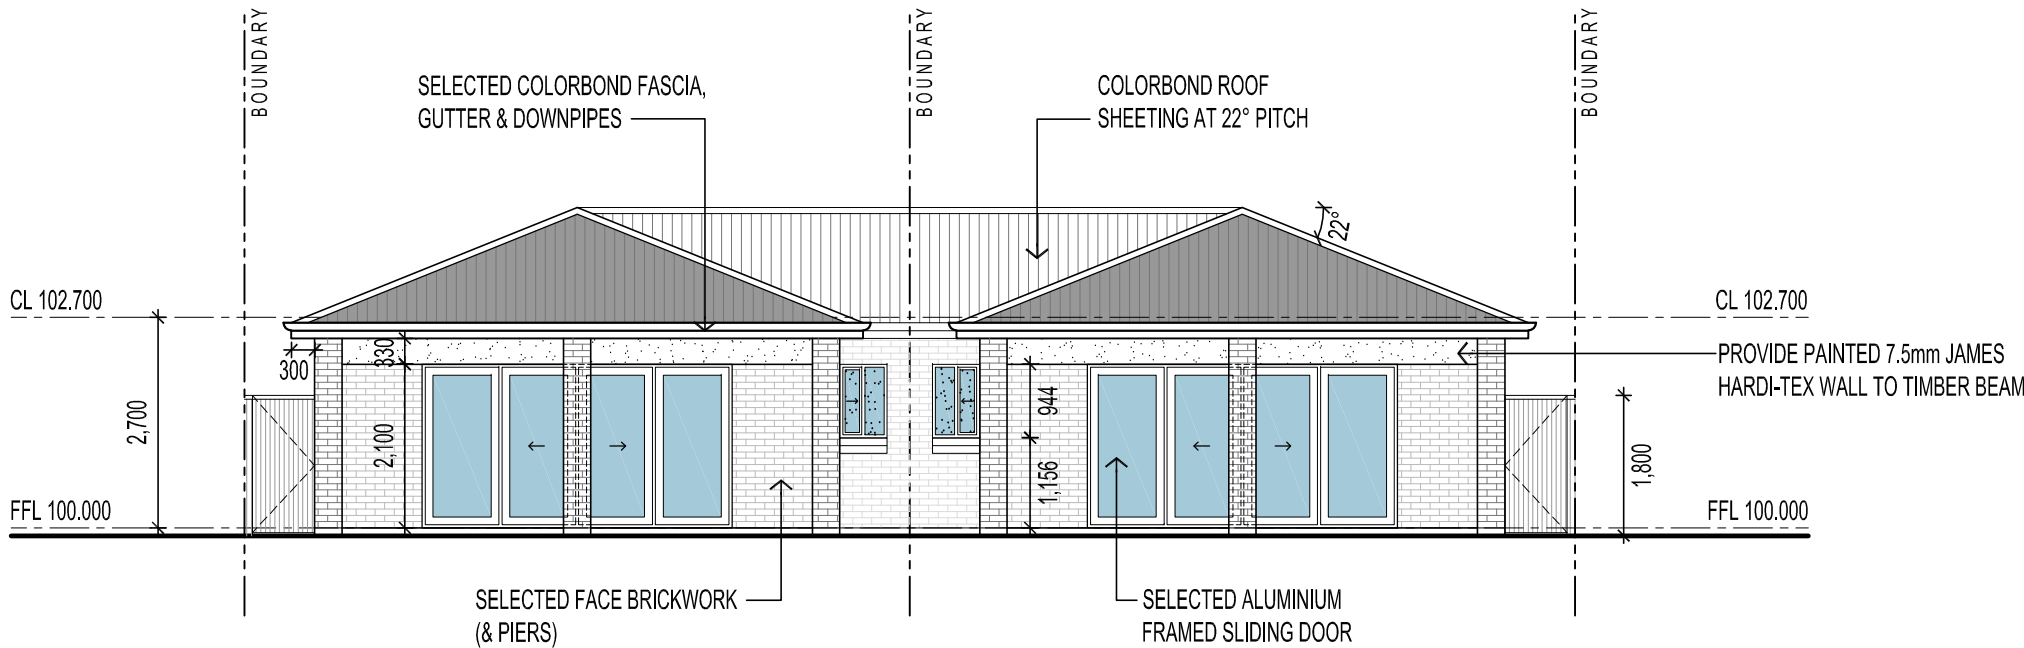 BOUNDARY
BOUNDARY
BOUNDARY
SELECTED COLORBOND FASCIA,
GUTTER & DOWNPIPES
COLORBOND ROOF
SHEETING AT 22° PITCH
22°
CL 102.700
CL 102.700
300
330
PROVIDE PAINTED 7.5mm JAMES
HARDI-TEX WALL TO TIMBER BEAM
2,700
2,100
944
1,156
1,800
FFL 100.000
FFL 100.000
SELECTED FACE BRICKWORK
(& PIERS)
SELECTED ALUMINIUM
FRAMED SLIDING DOOR